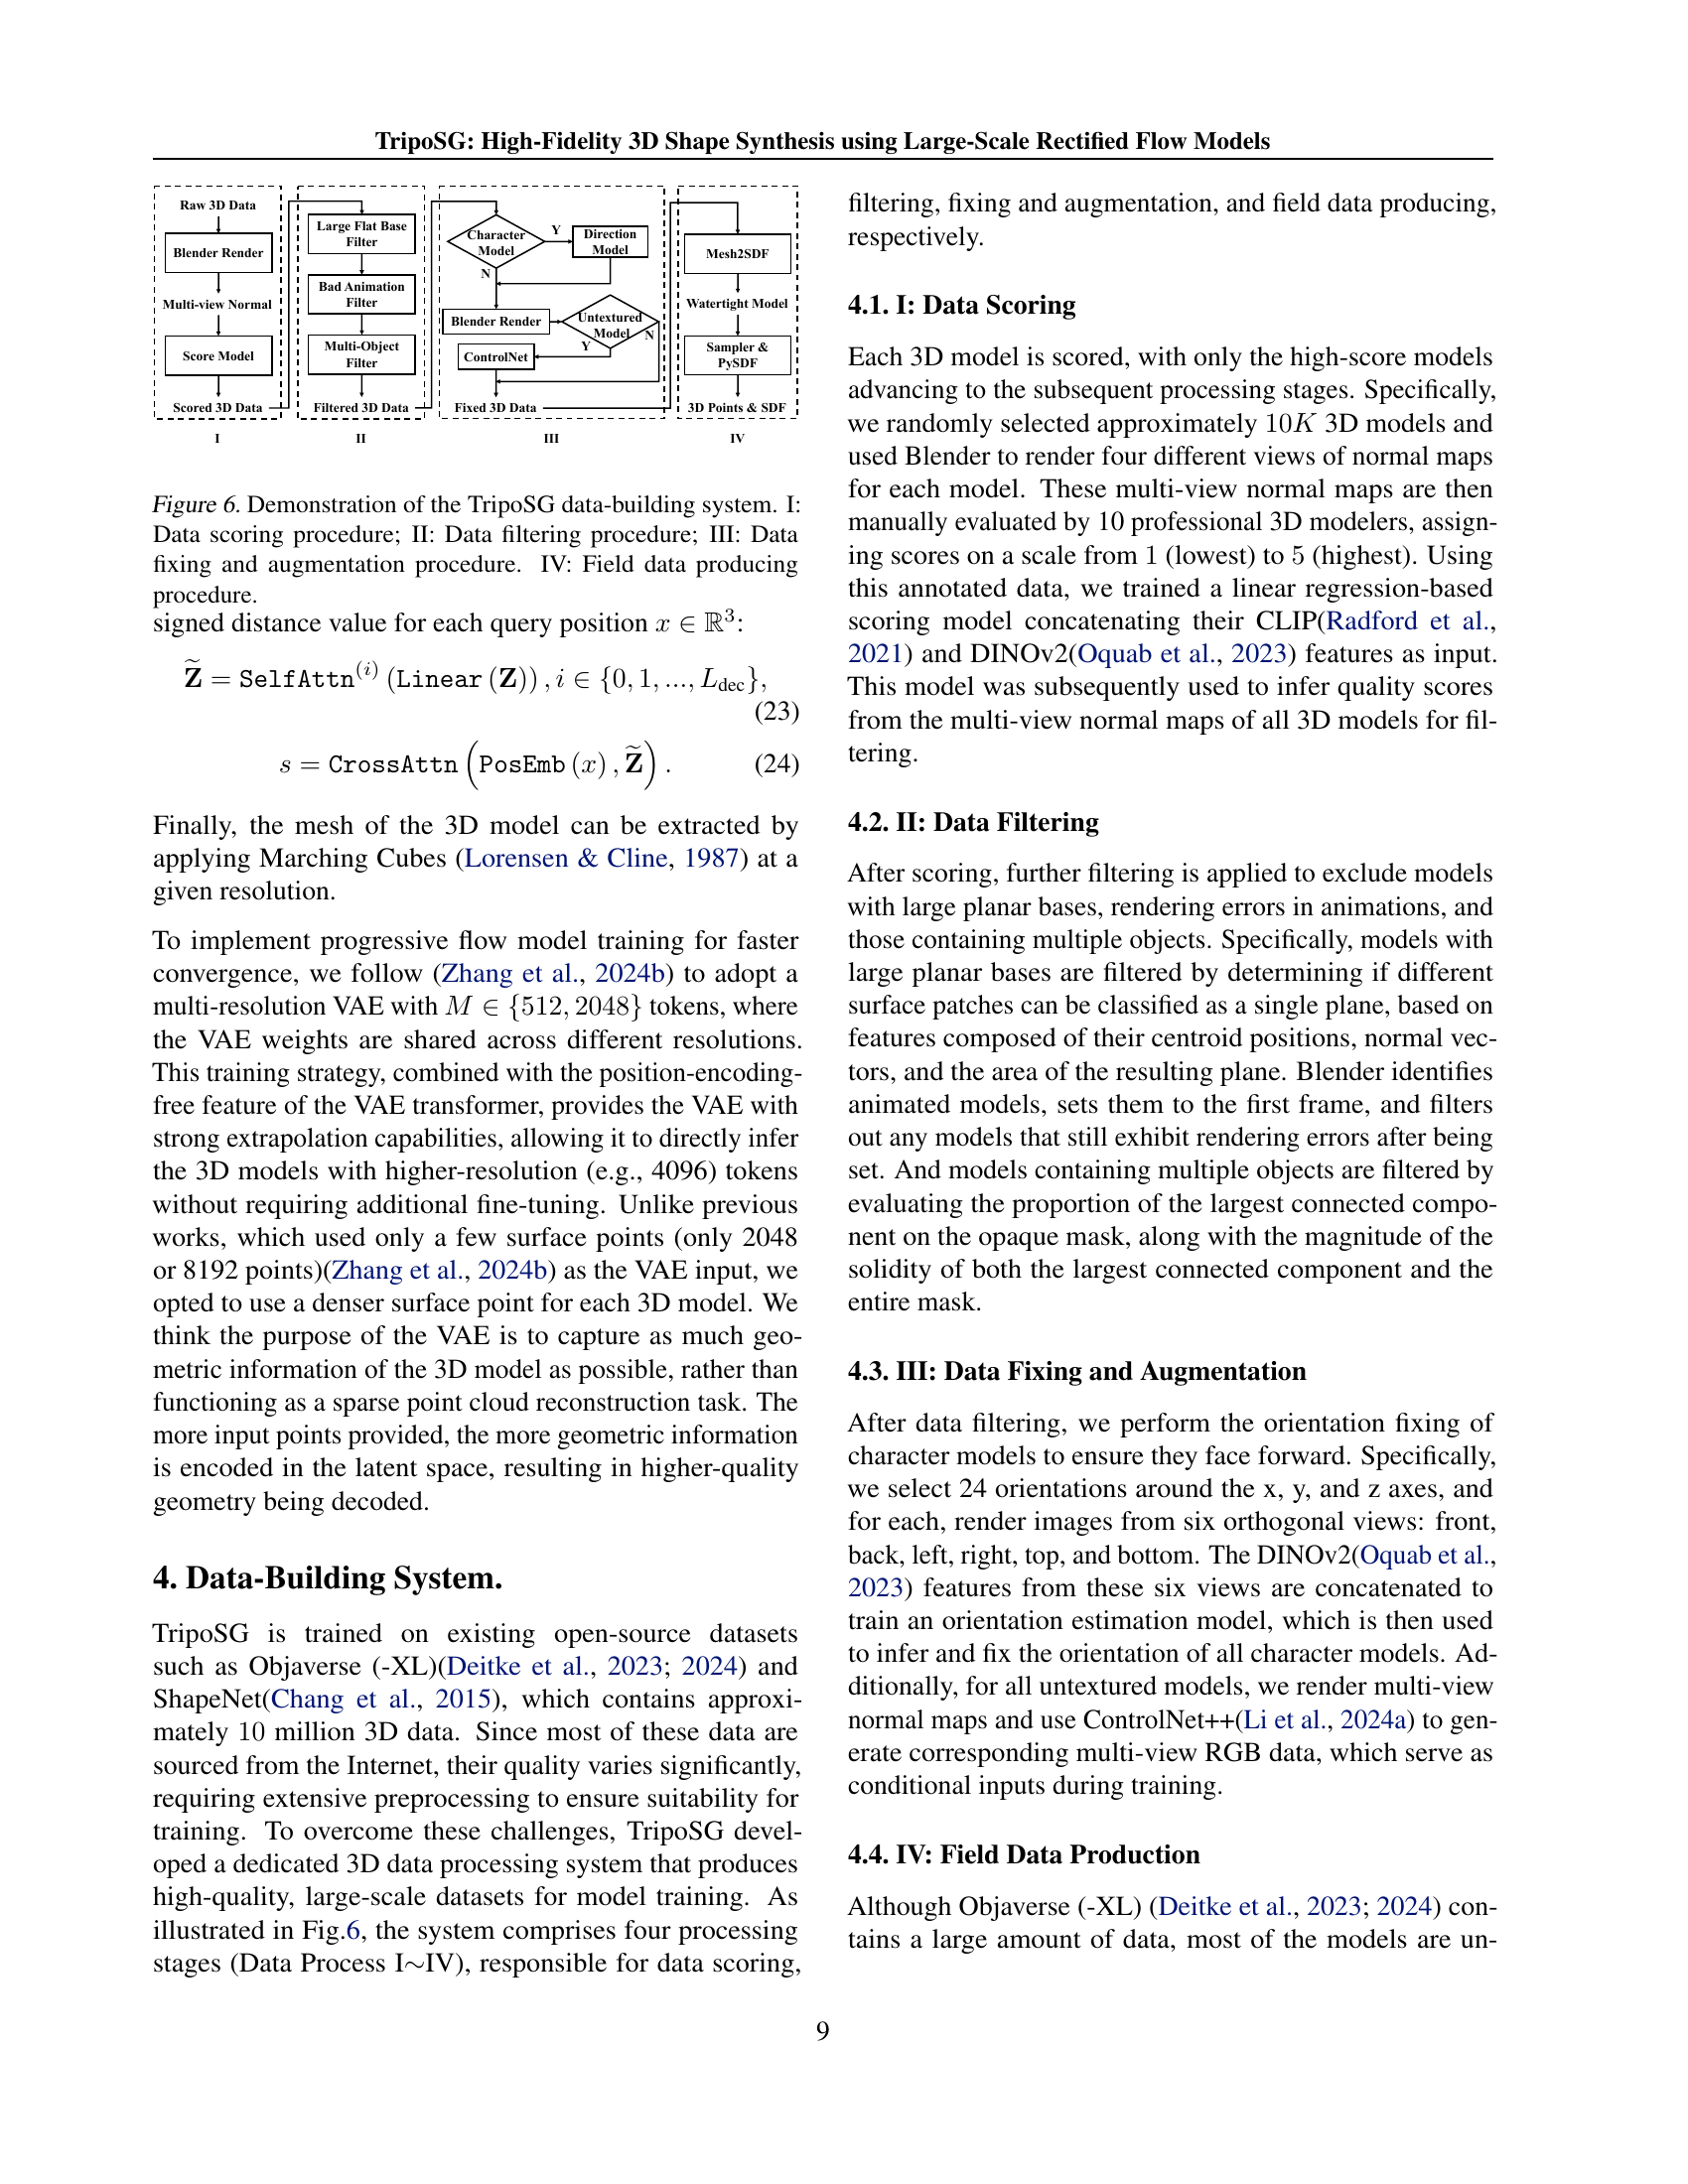 TripoSG: High-Fidelity 3D Shape Synthesis using Large-Scale Rectified Flow Models
Raw 3D Data
Blender Render
Multi-view Normal
Score Model
Scored 3D Data
I
Large Flat Base
Filter
Bad Animation
Filter
Multi-Object
Filter
Filtered 3D Data
II
Character
Model
Y
Direction
Model
N
Blender Render
Untextured
Model
N
Y
ControlNet
Fixed 3D Data
III
Mesh2SDF
Watertight Model
Sampler &
PySDF
3D Points & SDF
IV
Figure 6. Demonstration of the TripoSG data-building system. I:
Data scoring procedure; II: Data filtering procedure; III: Data
fixing and augmentation procedure. IV: Field data producing
procedure.
signed distance value for each query position x ∈ ℝ³:
Z̃ = SelfAttn⁽ⁱ⁾ (Linear (Z)) , i ∈ {0, 1, ..., L_dec},
(23)
s = CrossAttn (PosEmb (x) , Z̃) . (24)
Finally, the mesh of the 3D model can be extracted by
applying Marching Cubes (Lorensen & Cline, 1987) at a
given resolution.
To implement progressive flow model training for faster
convergence, we follow (Zhang et al., 2024b) to adopt a
multi-resolution VAE with M ∈ {512, 2048} tokens, where
the VAE weights are shared across different resolutions.
This training strategy, combined with the position-encoding-
free feature of the VAE transformer, provides the VAE with
strong extrapolation capabilities, allowing it to directly infer
the 3D models with higher-resolution (e.g., 4096) tokens
without requiring additional fine-tuning. Unlike previous
works, which used only a few surface points (only 2048
or 8192 points)(Zhang et al., 2024b) as the VAE input, we
opted to use a denser surface point for each 3D model. We
think the purpose of the VAE is to capture as much geo-
metric information of the 3D model as possible, rather than
functioning as a sparse point cloud reconstruction task. The
more input points provided, the more geometric information
is encoded in the latent space, resulting in higher-quality
geometry being decoded.
4. Data-Building System.
TripoSG is trained on existing open-source datasets
such as Objaverse (-XL)(Deitke et al., 2023; 2024) and
ShapeNet(Chang et al., 2015), which contains approxi-
mately 10 million 3D data. Since most of these data are
sourced from the Internet, their quality varies significantly,
requiring extensive preprocessing to ensure suitability for
training. To overcome these challenges, TripoSG devel-
oped a dedicated 3D data processing system that produces
high-quality, large-scale datasets for model training. As
illustrated in Fig.6, the system comprises four processing
stages (Data Process I∼IV), responsible for data scoring,
filtering, fixing and augmentation, and field data producing,
respectively.
4.1. I: Data Scoring
Each 3D model is scored, with only the high-score models
advancing to the subsequent processing stages. Specifically,
we randomly selected approximately 10K 3D models and
used Blender to render four different views of normal maps
for each model. These multi-view normal maps are then
manually evaluated by 10 professional 3D modelers, assign-
ing scores on a scale from 1 (lowest) to 5 (highest). Using
this annotated data, we trained a linear regression-based
scoring model concatenating their CLIP(Radford et al.,
2021) and DINOv2(Oquab et al., 2023) features as input.
This model was subsequently used to infer quality scores
from the multi-view normal maps of all 3D models for fil-
tering.
4.2. II: Data Filtering
After scoring, further filtering is applied to exclude models
with large planar bases, rendering errors in animations, and
those containing multiple objects. Specifically, models with
large planar bases are filtered by determining if different
surface patches can be classified as a single plane, based on
features composed of their centroid positions, normal vec-
tors, and the area of the resulting plane. Blender identifies
animated models, sets them to the first frame, and filters
out any models that still exhibit rendering errors after being
set. And models containing multiple objects are filtered by
evaluating the proportion of the largest connected compo-
nent on the opaque mask, along with the magnitude of the
solidity of both the largest connected component and the
entire mask.
4.3. III: Data Fixing and Augmentation
After data filtering, we perform the orientation fixing of
character models to ensure they face forward. Specifically,
we select 24 orientations around the x, y, and z axes, and
for each, render images from six orthogonal views: front,
back, left, right, top, and bottom. The DINOv2(Oquab et al.,
2023) features from these six views are concatenated to
train an orientation estimation model, which is then used
to infer and fix the orientation of all character models. Ad-
ditionally, for all untextured models, we render multi-view
normal maps and use ControlNet++(Li et al., 2024a) to gen-
erate corresponding multi-view RGB data, which serve as
conditional inputs during training.
4.4. IV: Field Data Production
Although Objaverse (-XL) (Deitke et al., 2023; 2024) con-
tains a large amount of data, most of the models are un-
9